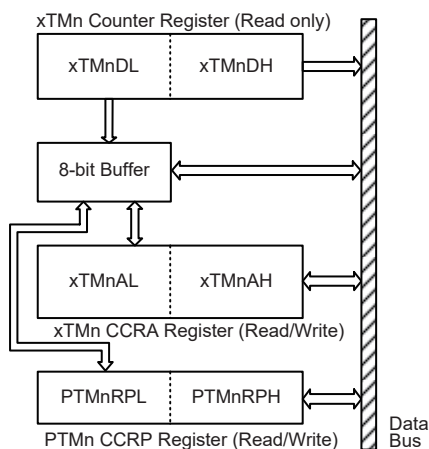 xTMn Counter Register (Read only)
xTMnDL xTMnDH
8-bit Buffer
xTMnAL xTMnAH
xTMn CCRA Register (Read/Write)
PTMnRPL PTMnRPH
PTMn CCRP Register (Read/Write)
Data
Bus